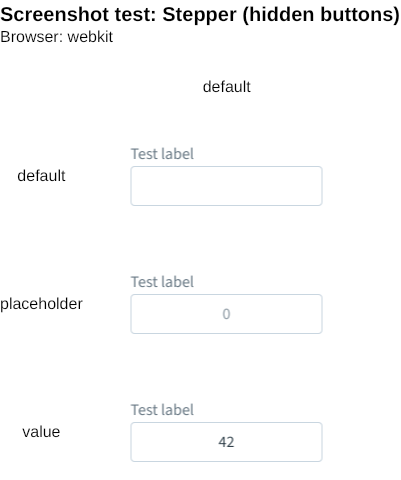 Screenshot test: Stepper (hidden buttons)
Browser: webkit
default
Test label
default
Test label
placeholder
0
Test label
value
42